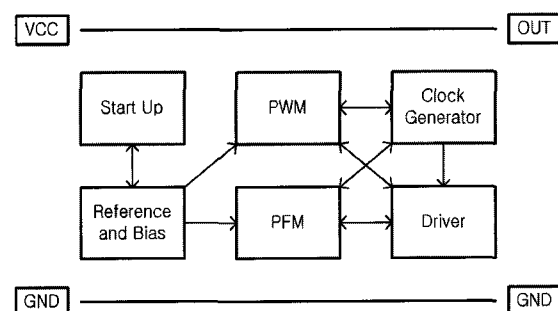 VCC
OUT
Start Up
PWM
Clock
Generator
Reference
and Bias
PFM
Driver
GND
GND